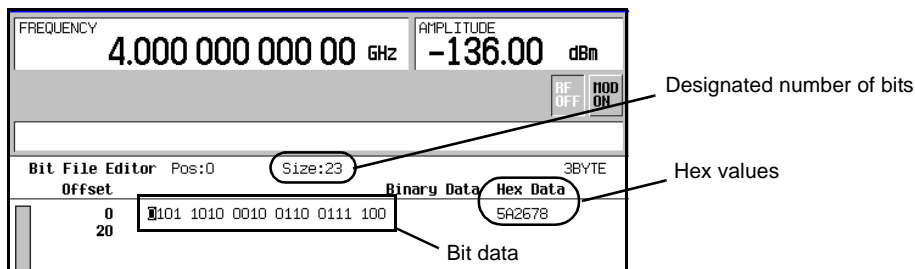 FREQUENCY
4.000 000 000 00 GHz
AMPLITUDE
-136.00 dBm
RF OFF
MOD ON
Designated number of bits
Bit File Editor Pos:0 Size:23 3BYTE
Hex values
Offset Binary Data Hex Data
0 0101 1010 0010 0110 0111 100 5A2678
20
Bit data